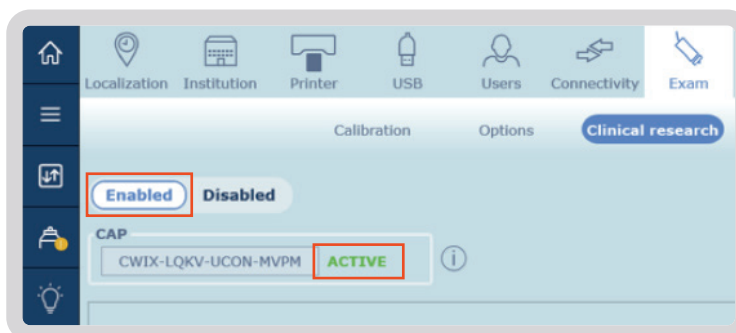 Localization Institution Printer USB Users Connectivity Exam
Calibration Options Clinical research
Enabled Disabled
CAP
CWIX-LQKV-UCON-MVPM ACTIVE